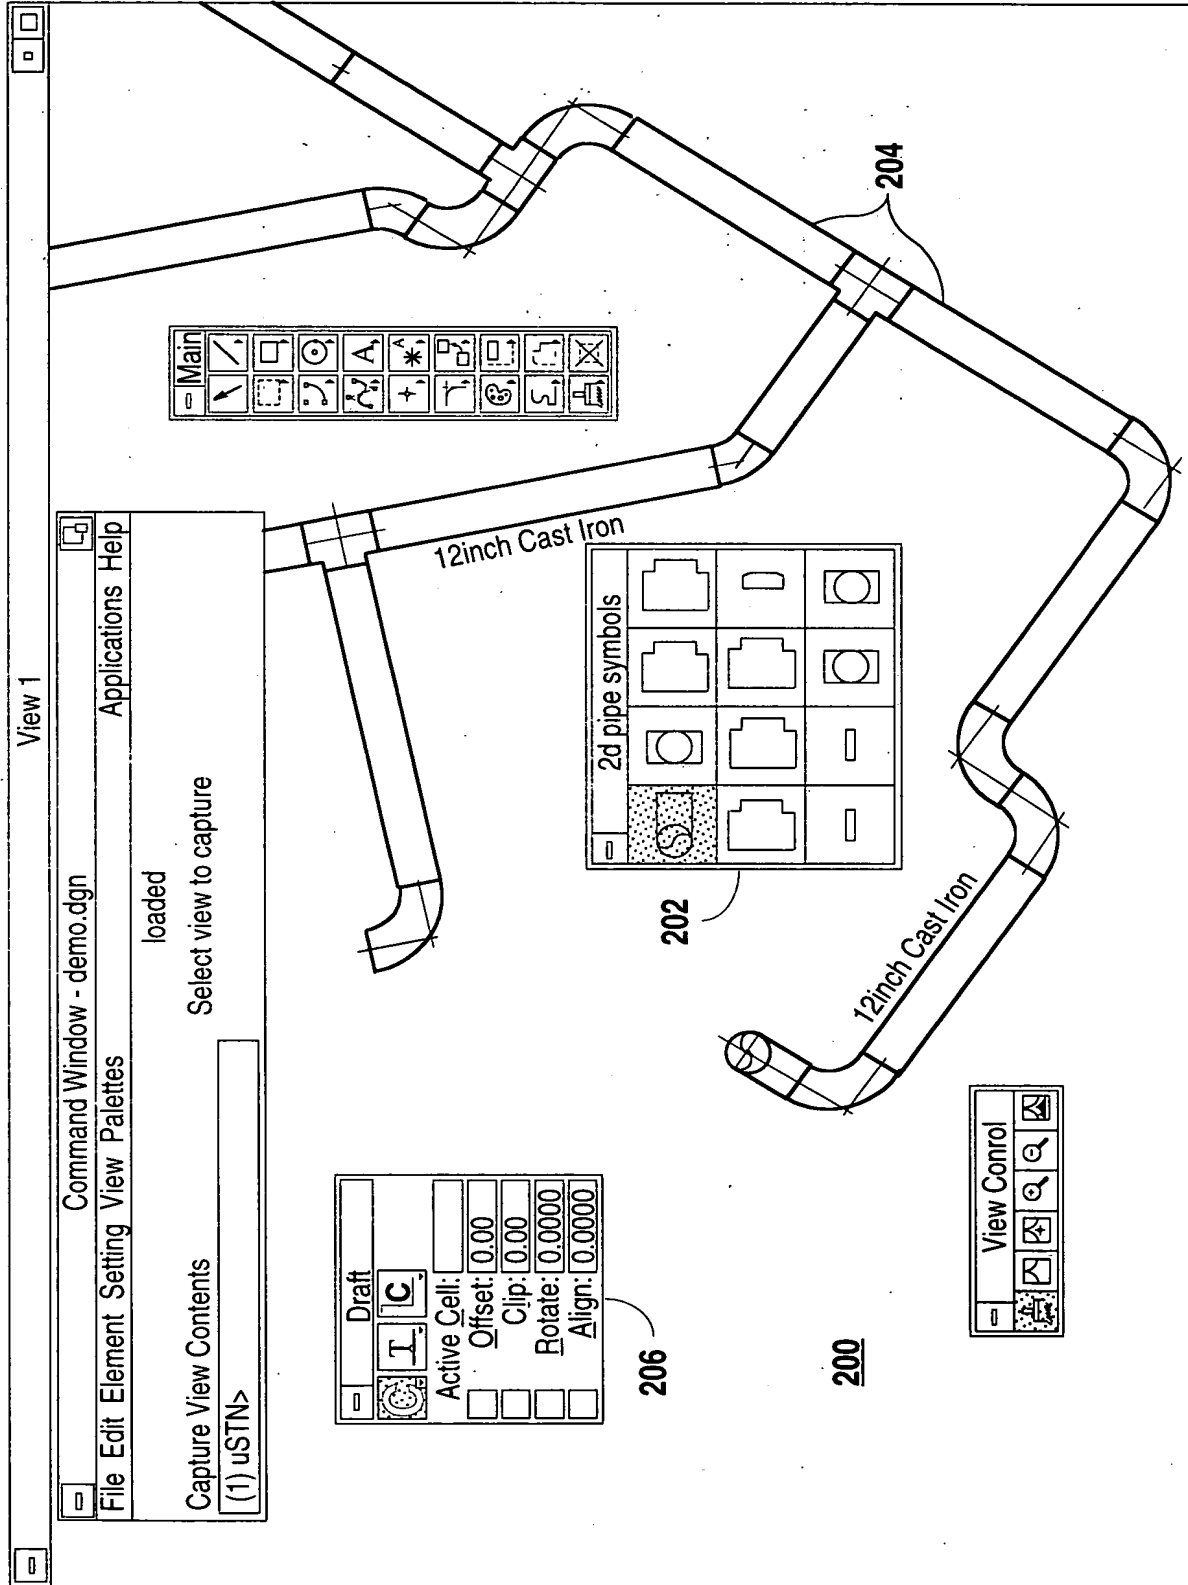 View 1
Command Window - demo.dgn
File Edit Element Setting View Palettes Applications Help
loaded
Capture View Contents Select view to capture
(1) uSTN>
Main
A
A
Draft
T C
Active Cell:
Offset: 0.00
Clip: 0.00
Rotate: 0.0000
Align: 0.0000
206
12inch Cast Iron
2d pipe symbols
202
204
12inch Cast Iron
200
View Conrol